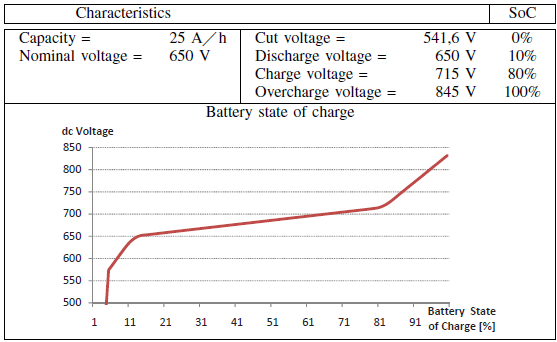 Characteristics SoC
Capacity = 25 A/h Cut voltage = 541,6 V 0%
Nominal voltage = 650 V Discharge voltage = 650 V 10%
Charge voltage = 715 V 80%
Overcharge voltage = 845 V 100%
Battery state of charge
dc Voltage
850
800
750
700
650
600
550
500
1 11 21 31 41 51 61 71 81 91
Battery State
of Charge [%]